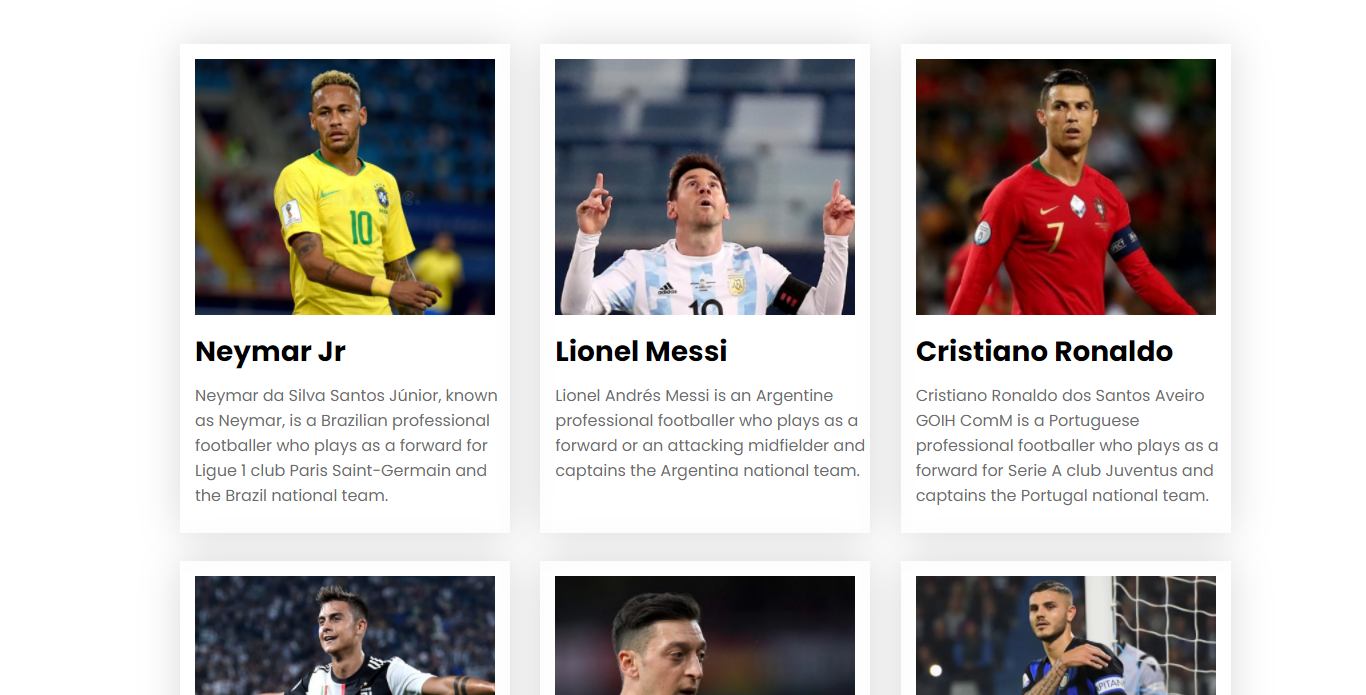 Neymar Jr
Neymar da Silva Santos Júnior, known
as Neymar, is a Brazilian professional
footballer who plays as a forward for
Ligue 1 club Paris Saint-Germain and
the Brazil national team.
Lionel Messi
Lionel Andrés Messi is an Argentine
professional footballer who plays as a
forward or an attacking midfielder and
captains the Argentina national team.
Cristiano Ronaldo
Cristiano Ronaldo dos Santos Aveiro
GOIH ComM is a Portuguese
professional footballer who plays as a
forward for Serie A club Juventus and
captains the Portugal national team.
10
adidas
10
7